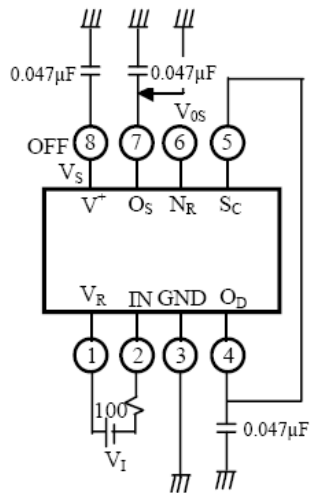 0.047µF
0.047µF
V0S
OFF 8 7 6 5
VS
V+ OS NR SC
VR IN GND OD
1 2 3 4
100
VI
0.047µF